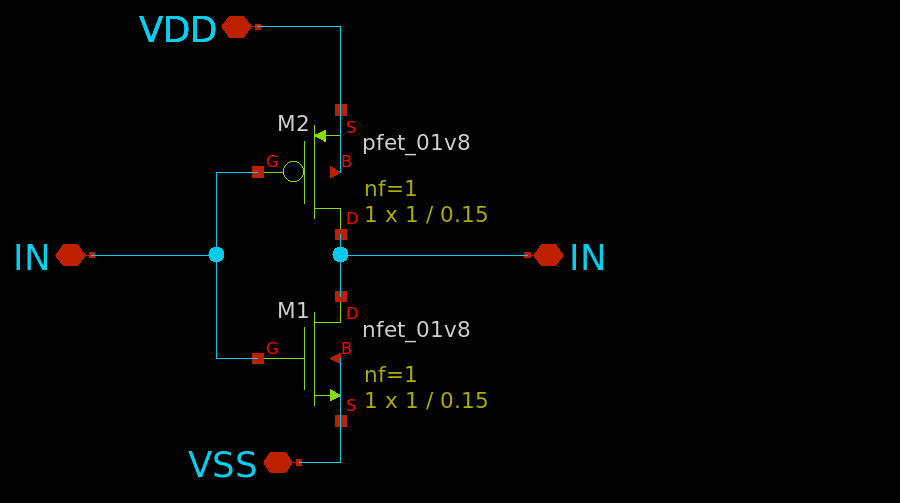 VDD
M2
S
pfet_01v8
G
B
nf=1
1 x 1 / 0.15
D
IN
IN
M1
D
nfet_01v8
G
B
nf=1
1 x 1 / 0.15
S
VSS